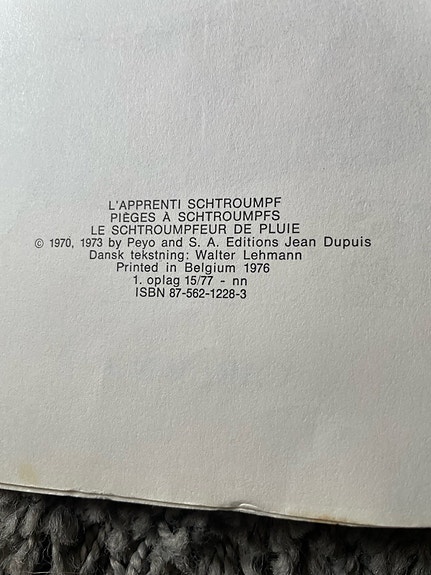 L'APPRENTI SCHTROUMPF
PIÈGES À SCHTROUMPFS
LE SCHTROUMPFEUR DE PLUIE
© 1970, 1973 by Peyo and S. A. Editions Jean Dupuis
Dansk tekstning: Walter Lehmann
Printed in Belgium 1976
1. oplag 15/77 - nn
ISBN 87-562-1228-3